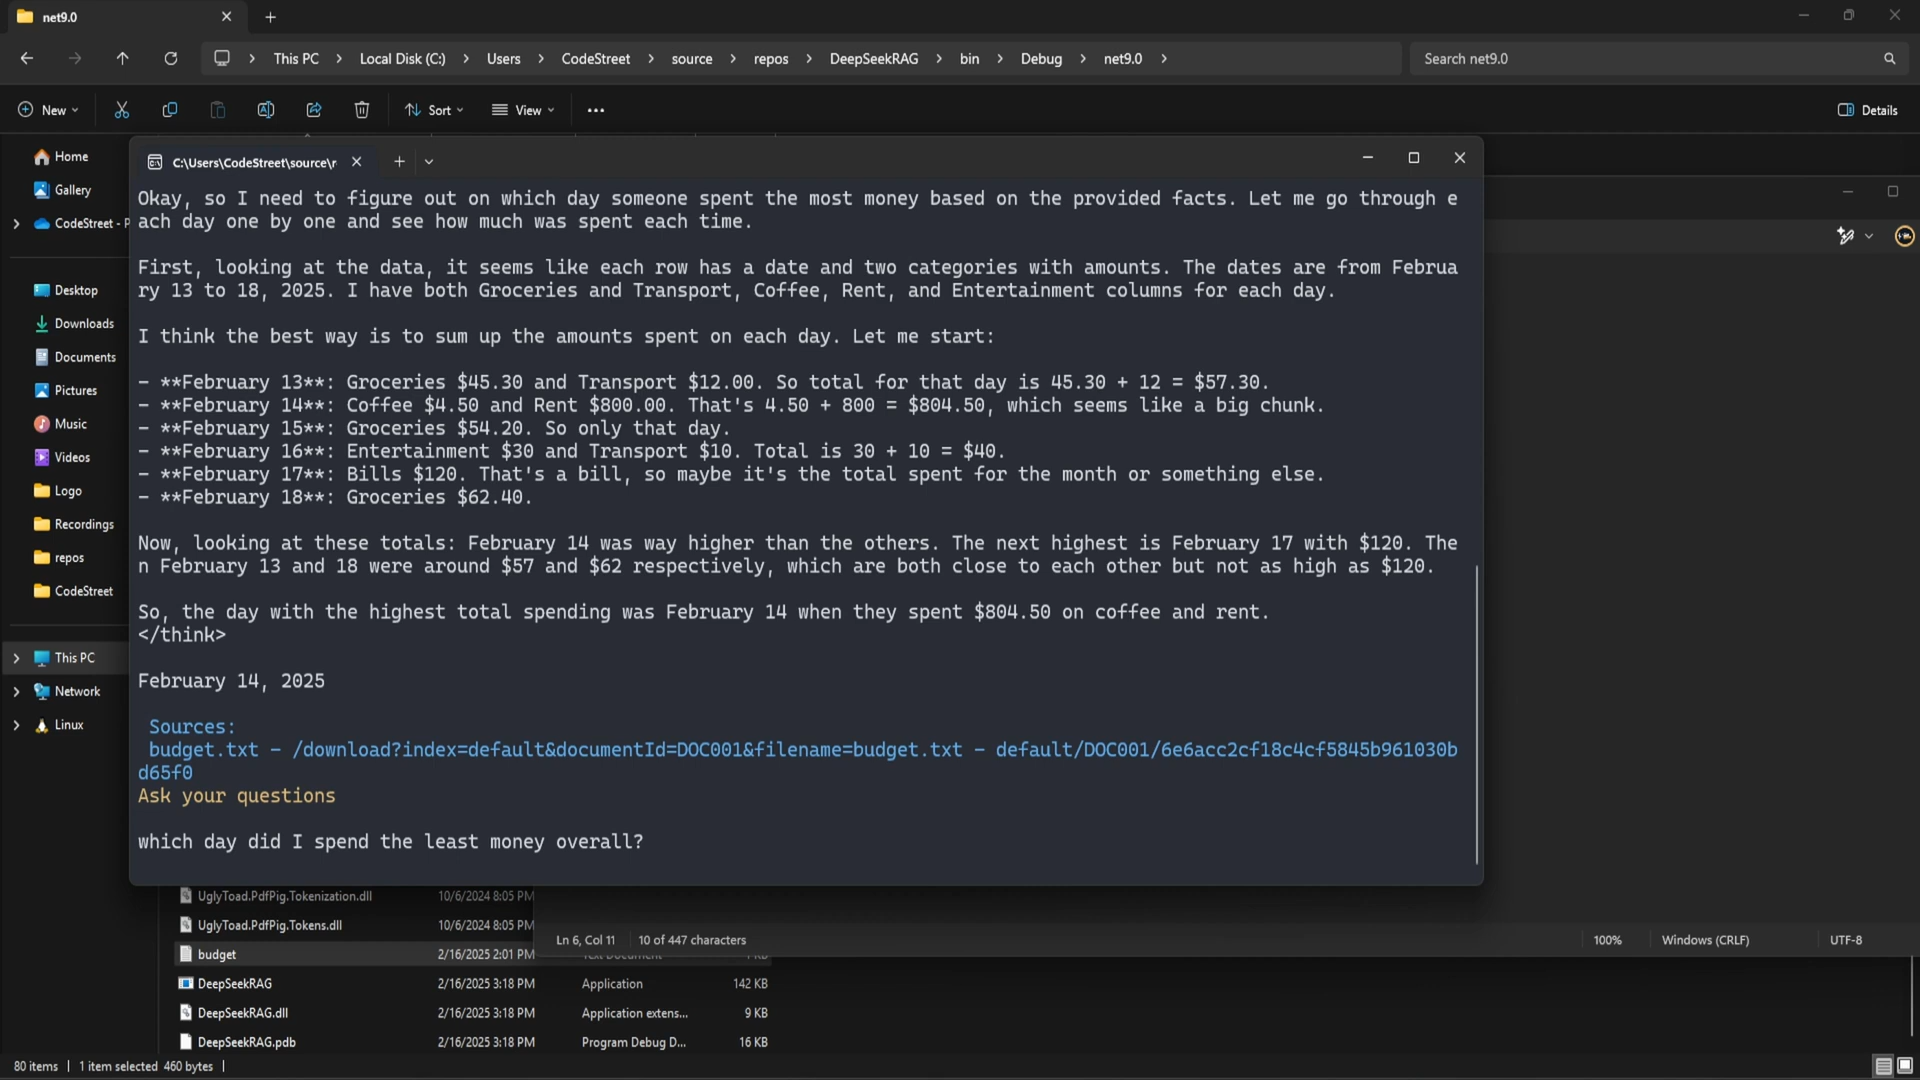 net9.0
This PC > Local Disk (C:) > Users > CodeStreet > source > repos > DeepSeekRAG > bin > Debug > net9.0 >
Search net9.0
New
Sort
View
Details
Home
Gallery
CodeStreet - P
Desktop
Downloads
Documents
Pictures
Music
Videos
Logo
Recordings
repos
CodeStreet
This PC
Network
Linux
C:\Users\CodeStreet\source\r
Okay, so I need to figure out on which day someone spent the most money based on the provided facts. Let me go through e
ach day one by one and see how much was spent each time.
First, looking at the data, it seems like each row has a date and two categories with amounts. The dates are from Februa
ry 13 to 18, 2025. I have both Groceries and Transport, Coffee, Rent, and Entertainment columns for each day.
I think the best way is to sum up the amounts spent on each day. Let me start:
- **February 13**: Groceries $45.30 and Transport $12.00. So total for that day is 45.30 + 12 = $57.30.
- **February 14**: Coffee $4.50 and Rent $800.00. That's 4.50 + 800 = $804.50, which seems like a big chunk.
- **February 15**: Groceries $54.20. So only that day.
- **February 16**: Entertainment $30 and Transport $10. Total is 30 + 10 = $40.
- **February 17**: Bills $120. That's a bill, so maybe it's the total spent for the month or something else.
- **February 18**: Groceries $62.40.
Now, looking at these totals: February 14 was way higher than the others. The next highest is February 17 with $120. The
n February 13 and 18 were around $57 and $62 respectively, which are both close to each other but not as high as $120.
So, the day with the highest total spending was February 14 when they spent $804.50 on coffee and rent.
</think>
February 14, 2025
Sources:
budget.txt - /download?index=default&documentId=DOC001&filename=budget.txt - default/DOC001/6e6acc2cf18c4cf5845b961030b
d65f0
Ask your questions
which day did I spend the least money overall?
UglyToad.PdfPig.Tokenization.dll 10/6/2024 8:05 PM
UglyToad.PdfPig.Tokens.dll 10/6/2024 8:05 PM
Ln 6, Col 11 10 of 447 characters 100% Windows (CRLF) UTF-8
budget 2/16/2025 2:01 PM Text Document 1 KB
DeepSeekRAG 2/16/2025 3:18 PM Application 142 KB
DeepSeekRAG.dll 2/16/2025 3:18 PM Application extens... 9 KB
DeepSeekRAG.pdb 2/16/2025 3:18 PM Program Debug D... 16 KB
80 items 1 item selected 460 bytes